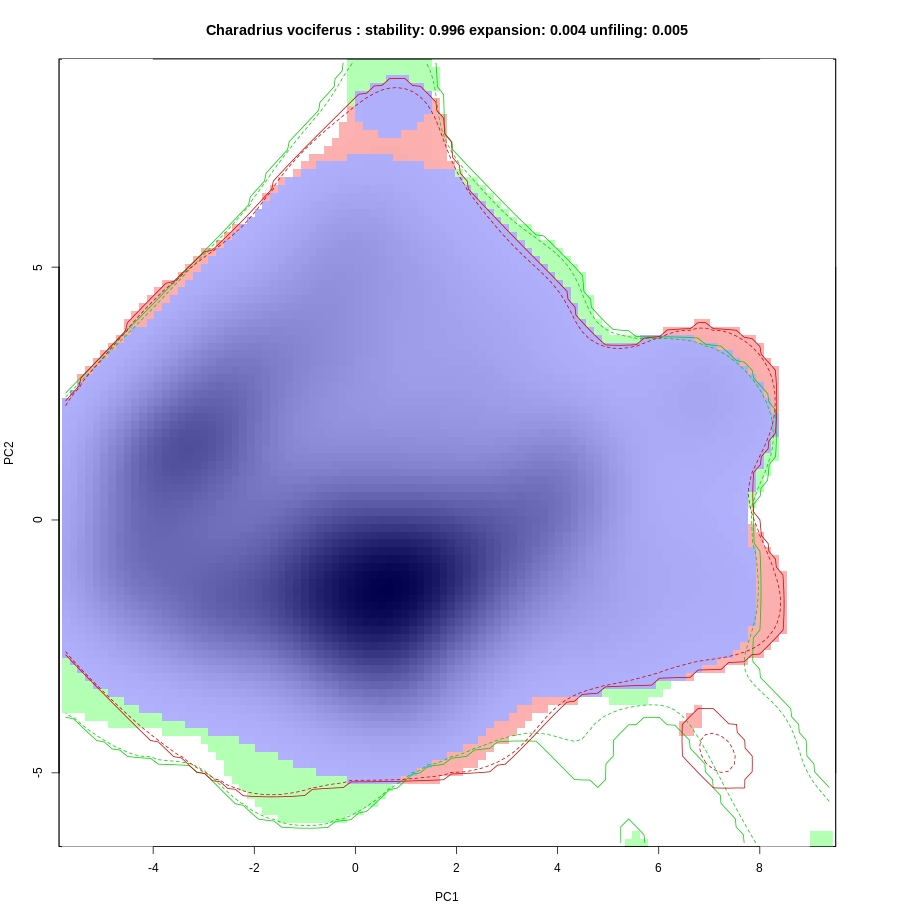 Charadrius vociferus : stability: 0.996 expansion: 0.004 unfiling: 0.005
5
0
-5
PC2
-4 -2 0 2 4 6 8
PC1